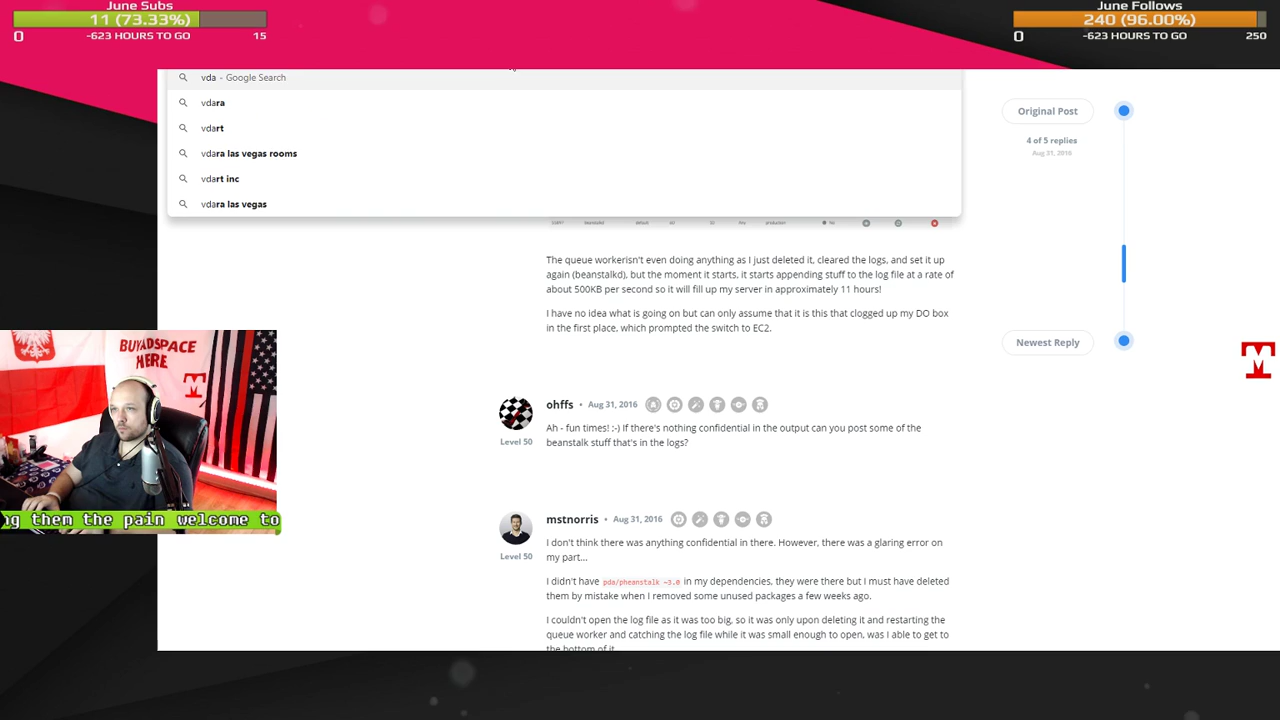 June Subs
11 (73.33%)
0
-623 HOURS TO GO
15
June Follows
240 (96.00%)
0
-623 HOURS TO GO
250
vda - Google Search
vdara
vdart
vdara las vegas rooms
vdart inc
vdara las vegas
Original Post
4 of 5 replies
Aug 31, 2016
Newest Reply
default
production
The queue workerisn't even doing anything as I just deleted it, cleared the logs, and set it up
again (beanstalkd), but the moment it starts, it starts appending stuff to the log file at a rate of
about 500KB per second so it will fill up my server in approximately 11 hours!
I have no idea what is going on but can only assume that it is this that clogged up my DO box
in the first place, which prompted the switch to EC2.
ohffs • Aug 31, 2016
Level 50
Ah - fun times! ;-) If there's nothing confidential in the output can you post some of the
beanstalk stuff that's in the logs?
mstnorris • Aug 31, 2016
Level 50
I don't think there was anything confidential in there. However, there was a glaring error on
my part...
I didn't have pda/pheanstalk ~3.0 in my dependencies, they were there but I must have deleted
them by mistake when I removed some unused packages a few weeks ago.
I couldn't open the log file as it was too big, so it was only upon deleting it and restarting the
queue worker and catching the log file while it was small enough to open, was I able to get to
the bottom of it.
BUY ADSPACE
HERE
ng them the pain welcome to